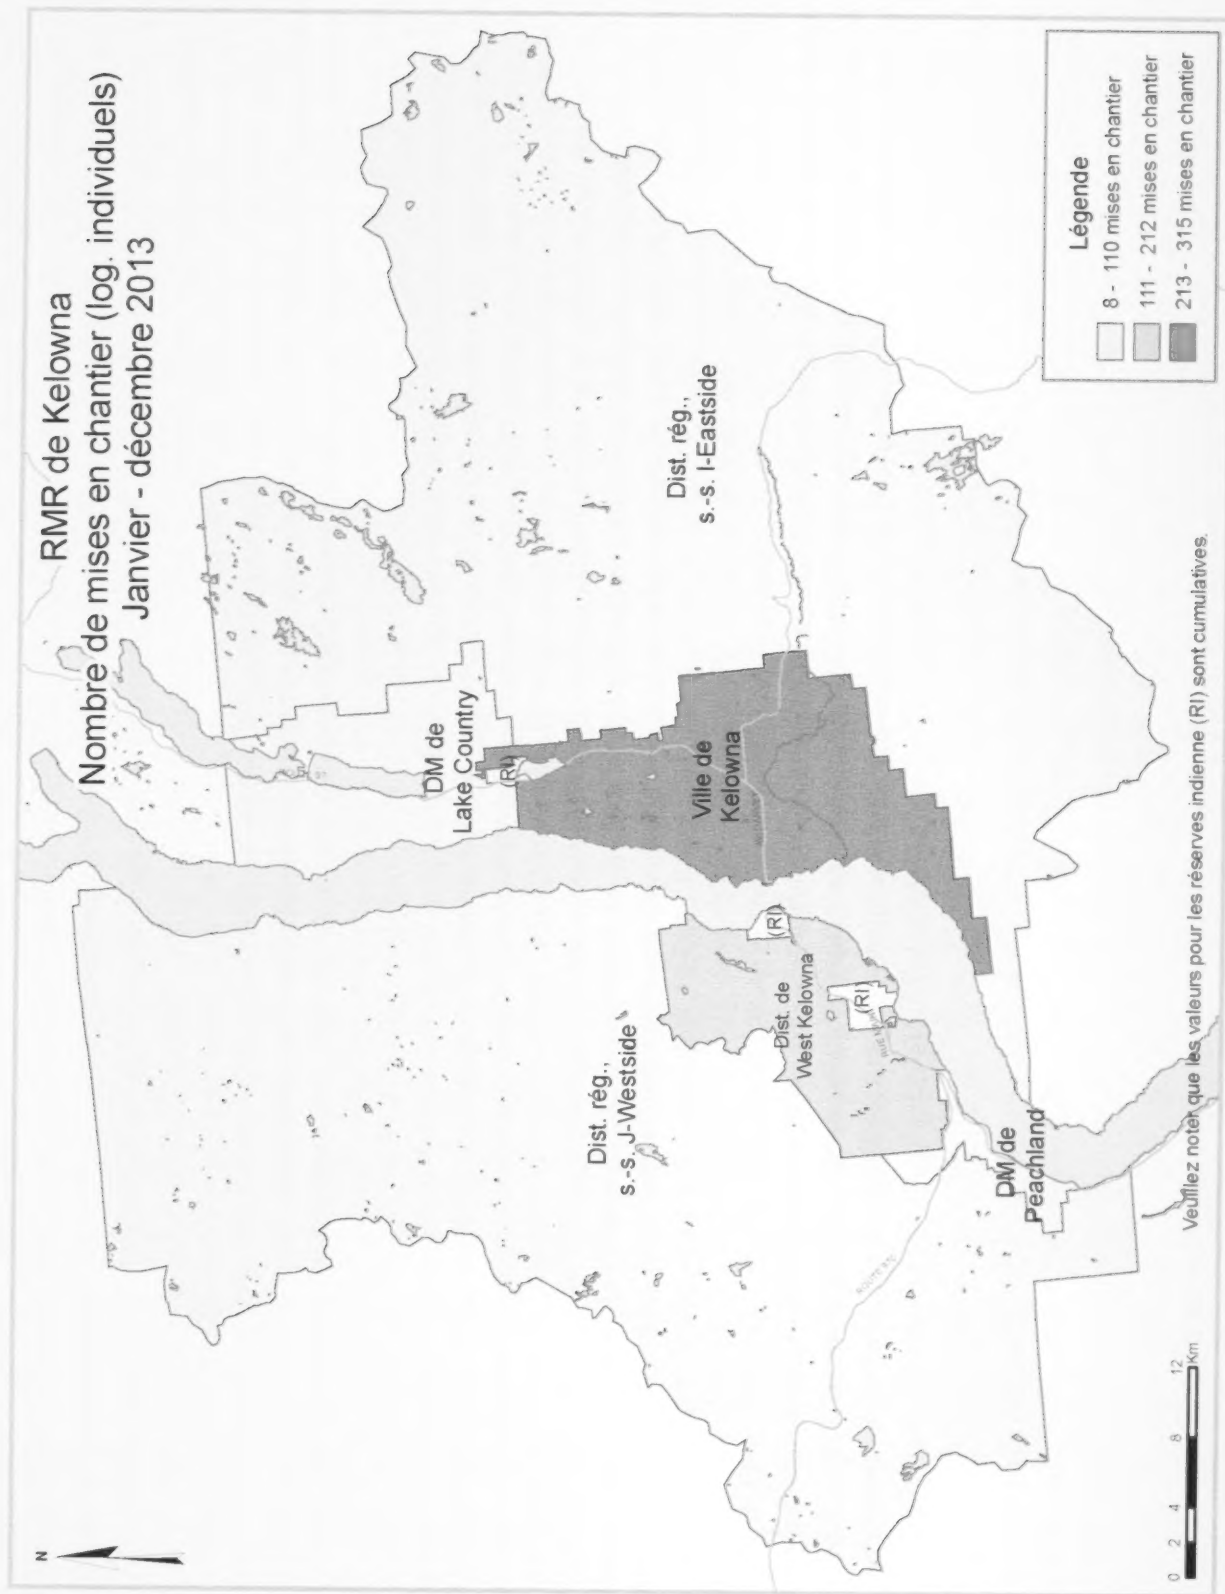 RMR de Kelowna
Nombre de mises en chantier (log. individuels)
Janvier - décembre 2013
N
DM de
Lake Country
(RI)
Dist. rég.,
s.-s. I-Eastside
Ville de
Kelowna
Dist. rég.,
s.-s. J-Westside
(RI)
Dist. de
West Kelowna
(RI)
DM de
Peachland
Légende
8 - 110 mises en chantier
111 - 212 mises en chantier
213 - 315 mises en chantier
0 2 4 8 12
Km
Veuillez noter que les valeurs pour les réserves indienne (RI) sont cumulatives.